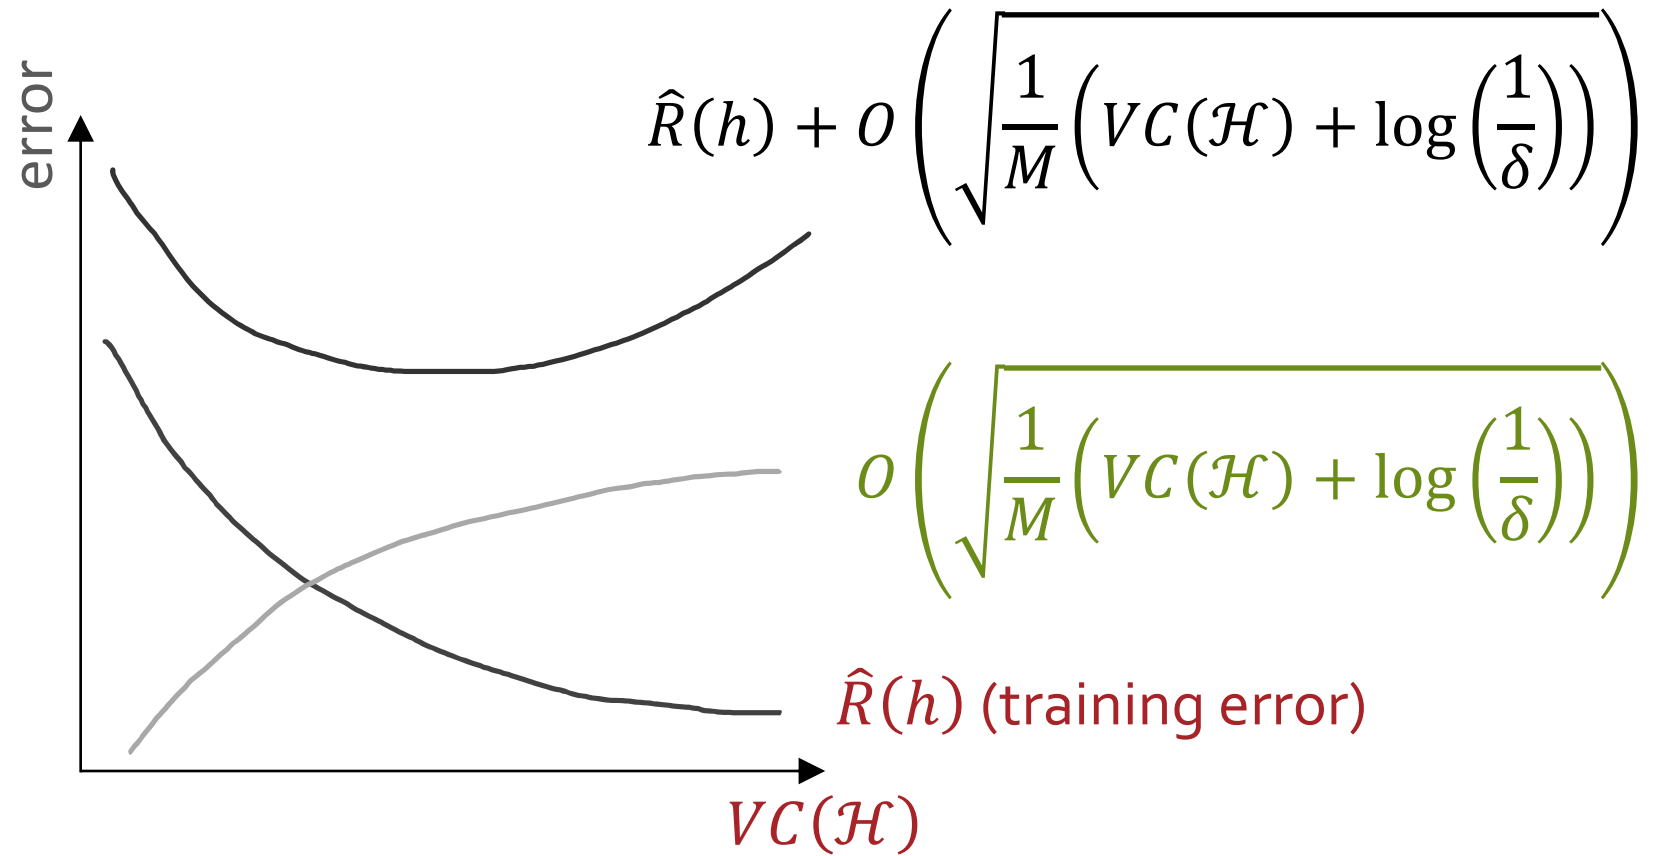 error
R̂(h) + O(√(1/M (VC(ℋ) + log(1/δ))))
O(√(1/M (VC(ℋ) + log(1/δ))))
R̂(h) (training error)
VC(ℋ)